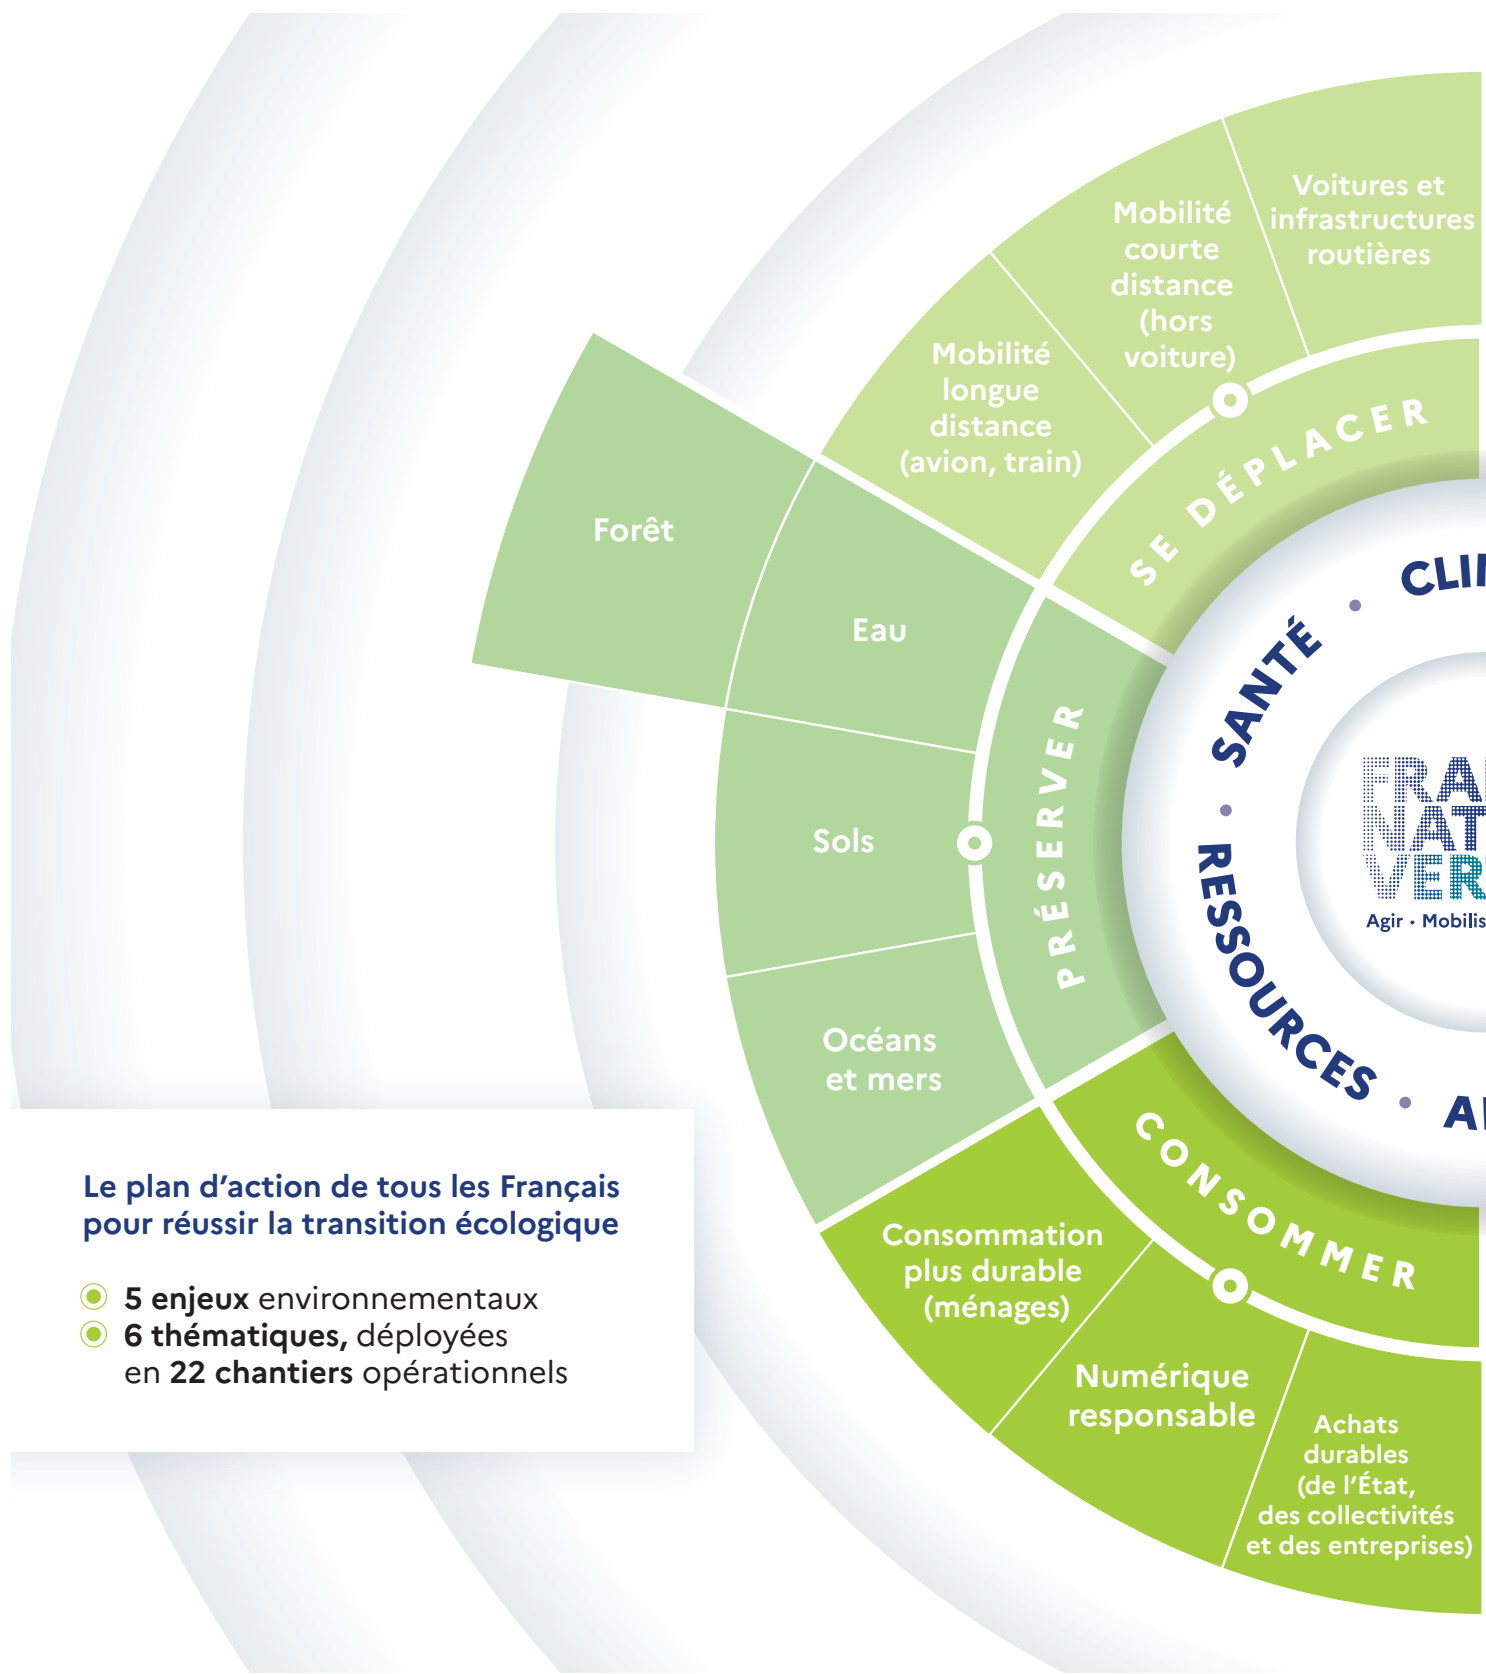 Voitures et
infrastructures
routières
Mobilité
courte
distance
(hors
voiture)
Mobilité
longue
distance
(avion, train)
SE DÉPLACER
Forêt
Eau
Sols
Océans
et mers
PRÉSERVER
SANTÉ
RESSOURCES
Agir
CONSOMMER
Consommation
plus durable
(ménages)
Numérique
responsable
Achats
durables
(de l'État,
des collectivités
et des entreprises)
Le plan d'action de tous les Français
pour réussir la transition écologique
5 enjeux environnementaux
6 thématiques, déployées
en 22 chantiers opérationnels